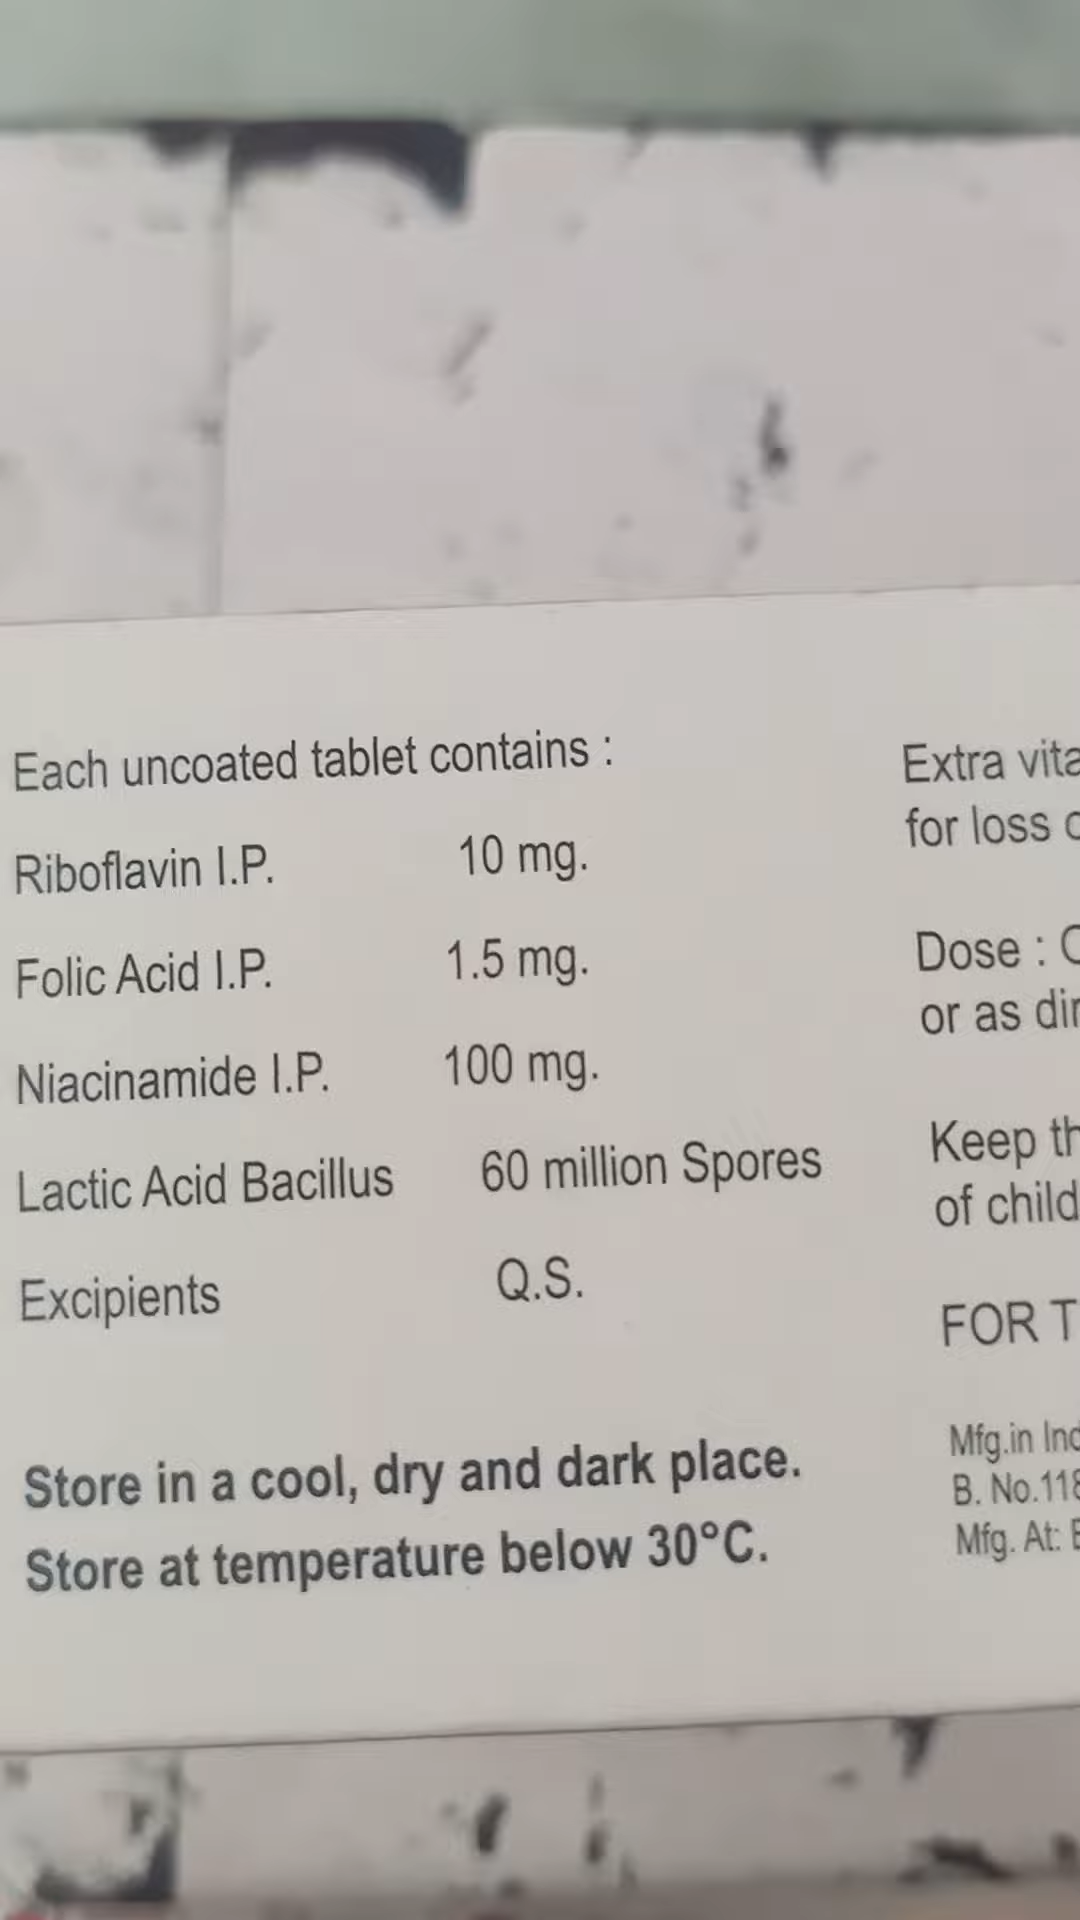 Each uncoated tablet contains :
Riboflavin I.P. 10 mg.
Folic Acid I.P. 1.5 mg.
Niacinamide I.P. 100 mg.
Lactic Acid Bacillus 60 million Spores
Excipients Q.S.
Store in a cool, dry and dark place.
Store at temperature below 30°C.
Extra
for loss
Dose :
or as
Keep
of
FOR
Mfg.in
B. No.
Mfg. At: